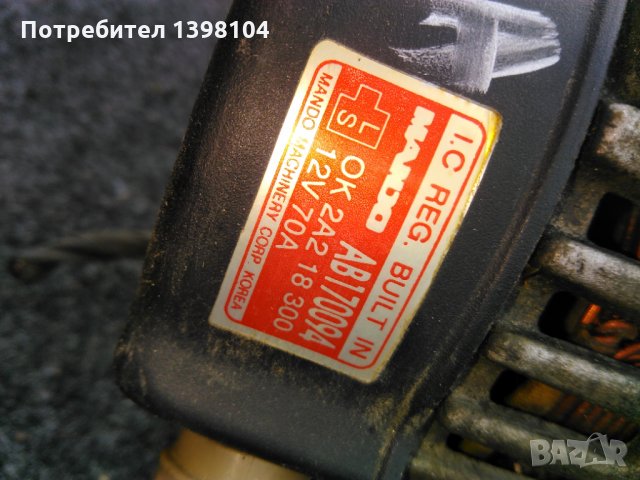 Потребител 1398104
I.C REG. BUILT IN
MANDO AB170094
L
S
OK 2A2 18 300
12V 70A
MANDO MACHINERY CORP. KOREA
BAZAR